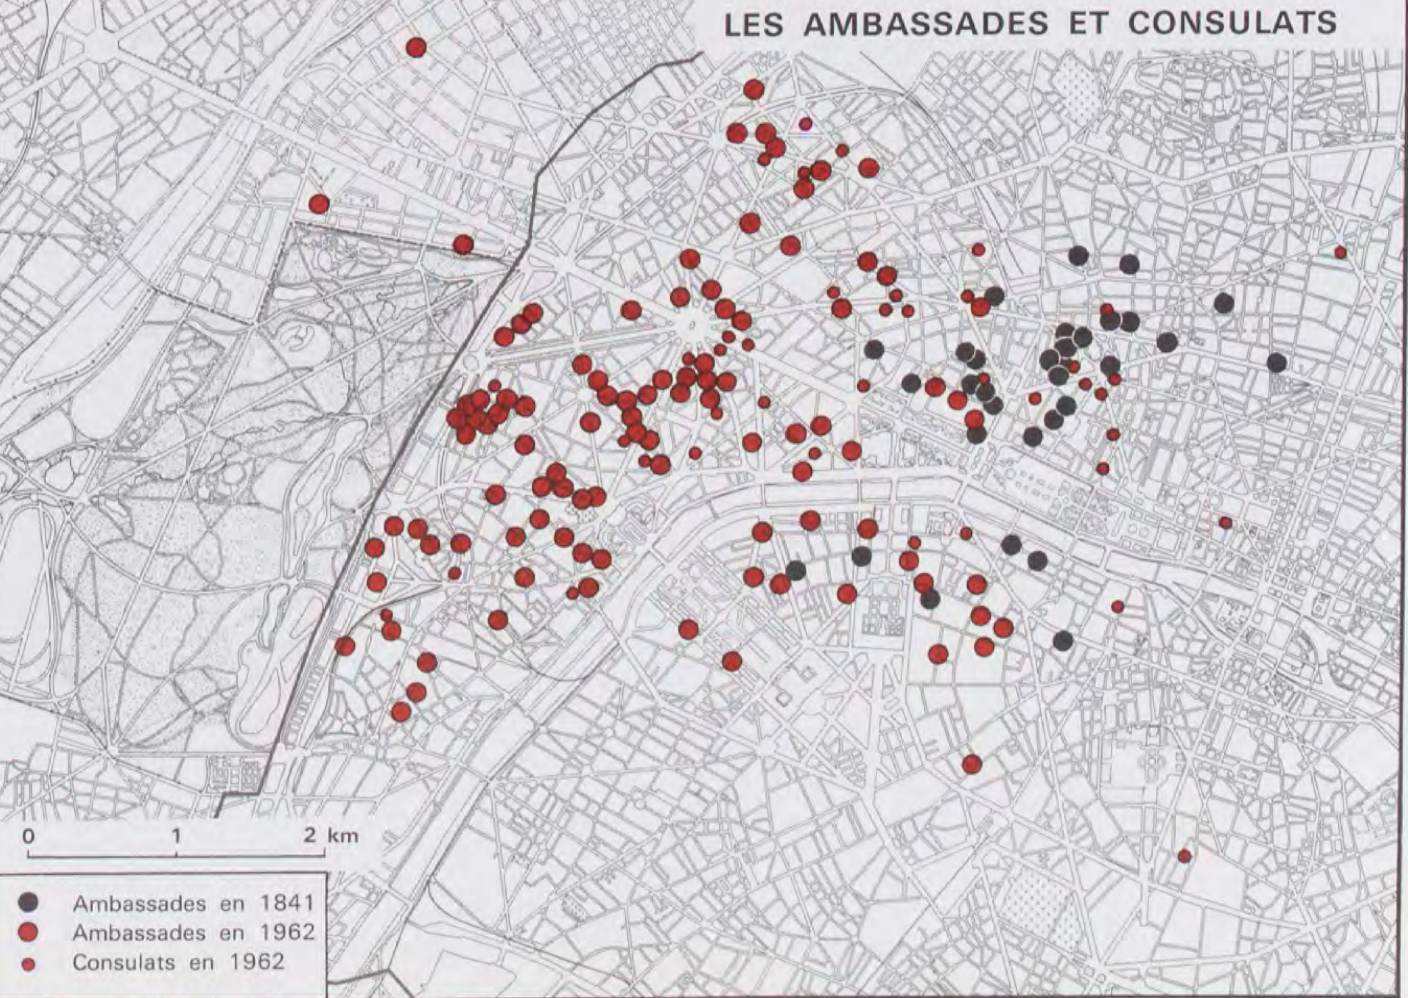 LES AMBASSADES ET CONSULATS
0 1 2 km
Ambassades en 1841
Ambassades en 1962
Consulats en 1962